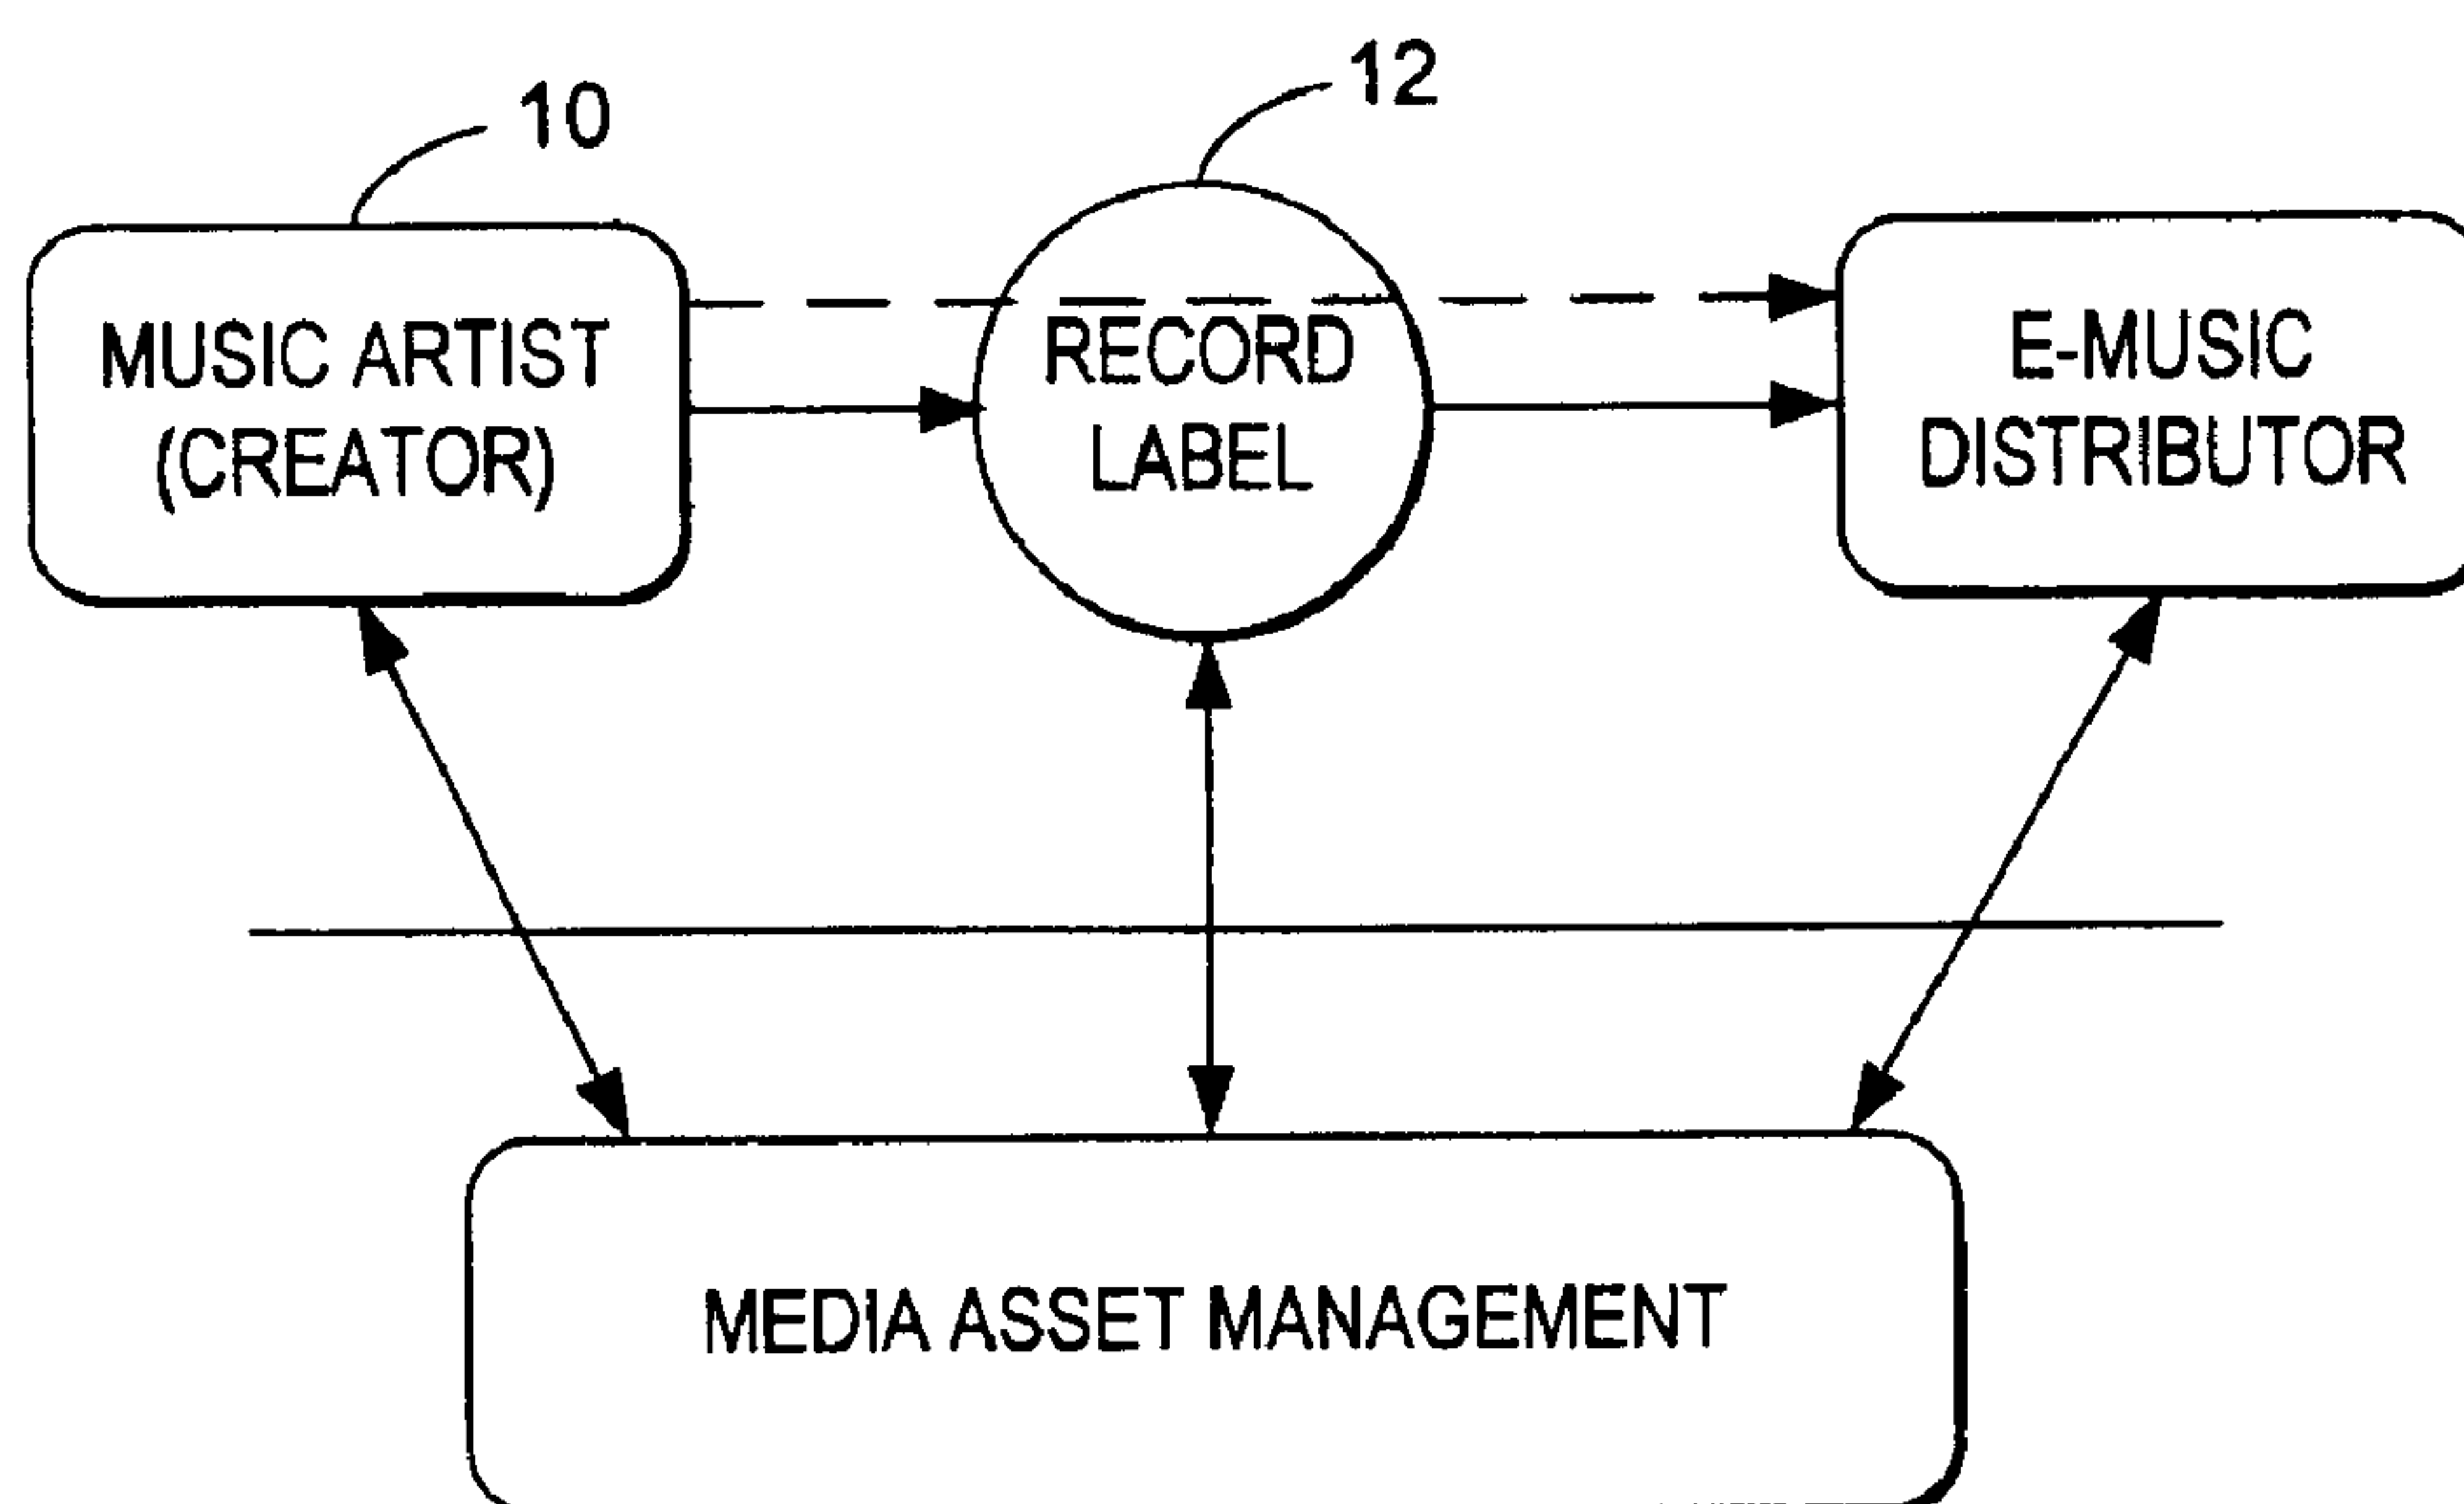 10
12
MUSIC ARTIST
(CREATOR)
RECORD
LABEL
E-MUSIC
DISTRIBUTOR
MEDIA ASSET MANAGEMENT